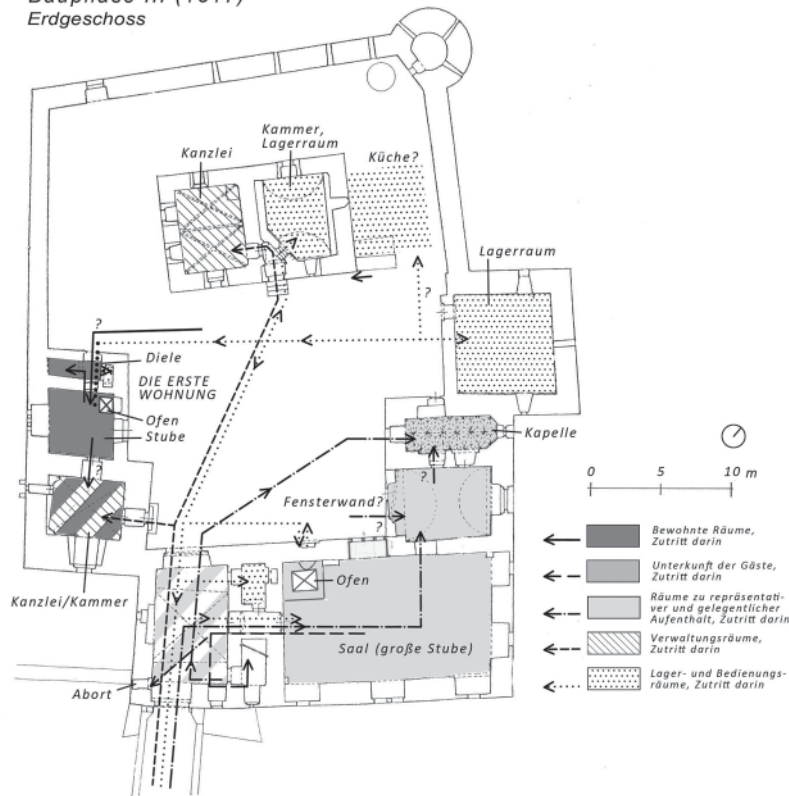 Erdgeschoss
Kanzlei
Kammer,
Lagerraum
Küche?
Lagerraum
?
?
Diele
DIE ERSTE
WOHNUNG
Ofen
Stube
?
Kapelle
?
Fensterwand?
?
Kanzlei/Kammer
Ofen
Saal (große Stube)
Abort
0 5 10 m
Bewohnte Räume,
Zutritt darin
Unterkunft der Gäste,
Zutritt darin
Räume zu repräsentati-
ver und gelegentlicher
Aufenthalt, Zutritt darin
Verwaltungsräume,
Zutritt darin
Lager- und Bedienungs-
räume, Zutritt darin